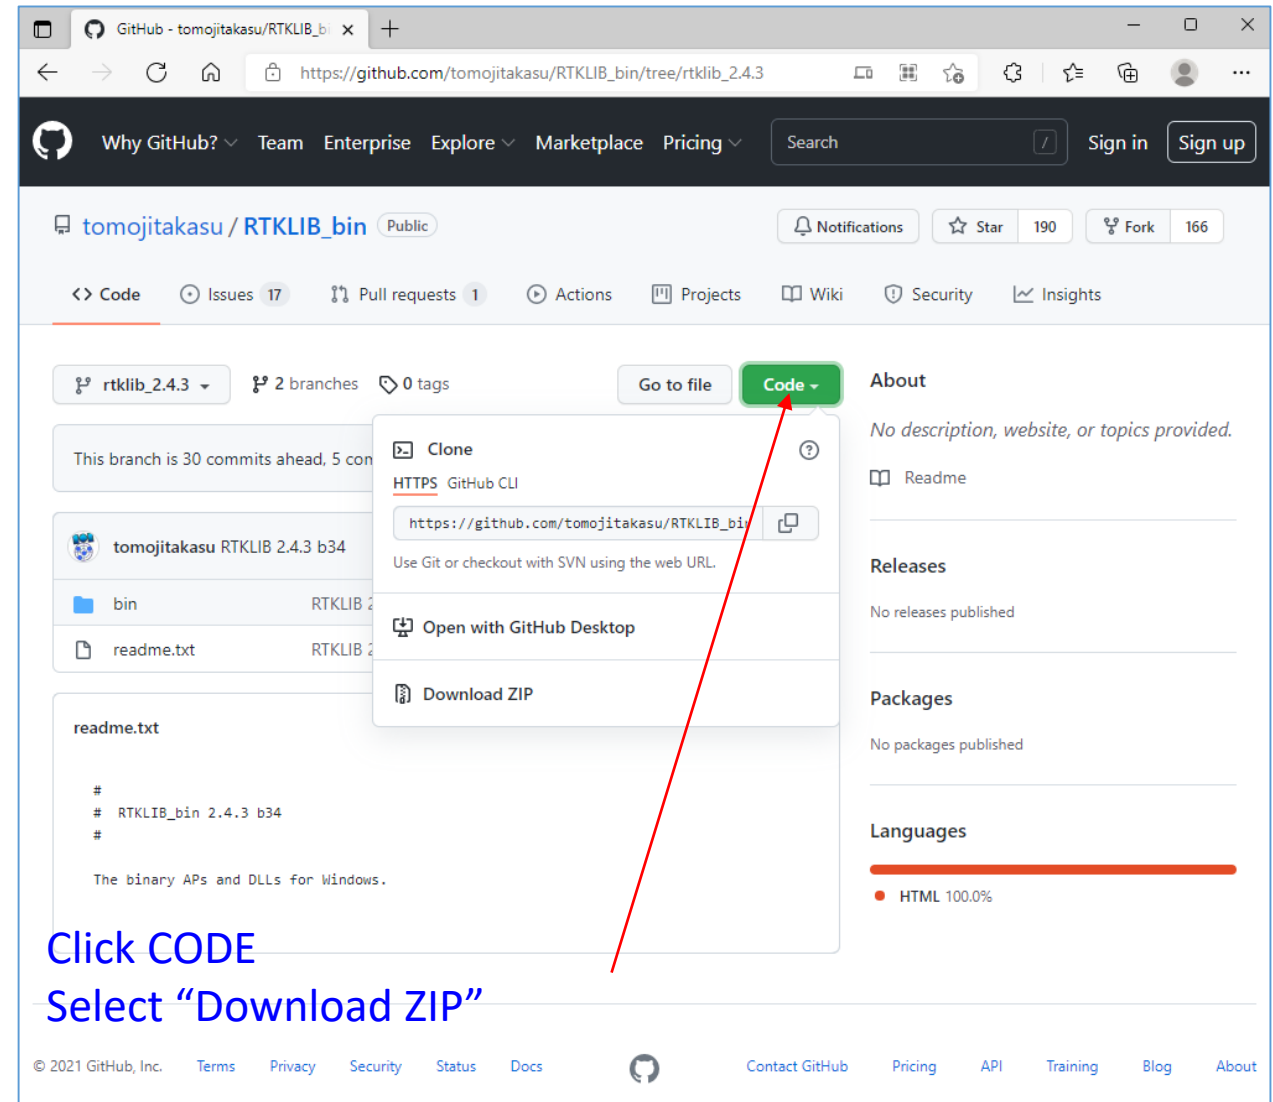 GitHub - tomojitakasu/RTKLIB_bi
https://github.com/tomojitakasu/RTKLIB_bin/tree/rtklib_2.4.3
Why GitHub? Team Enterprise Explore Marketplace Pricing Search / Sign in Sign up
tomojitakasu / RTKLIB_bin Public Notifications Star 190 Fork 166
Code Issues 17 Pull requests 1 Actions Projects Wiki Security Insights
rtklib_2.4.3 2 branches 0 tags Go to file Code
About
No description, website, or topics provided.
Readme
This branch is 30 commits ahead, 5 con
Clone
HTTPS GitHub CLI
https://github.com/tomojitakasu/RTKLIB_bin
Use Git or checkout with SVN using the web URL.
Open with GitHub Desktop
Download ZIP
tomojitakasu RTKLIB 2.4.3 b34
bin RTKLIB 2
readme.txt RTKLIB 2
Releases
No releases published
Packages
No packages published
Languages
HTML 100.0%
readme.txt
#
# RTKLIB_bin 2.4.3 b34
#
The binary APs and DLLs for Windows.
Click CODE
Select “Download ZIP”
© 2021 GitHub, Inc. Terms Privacy Security Status Docs Contact GitHub Pricing API Training Blog About